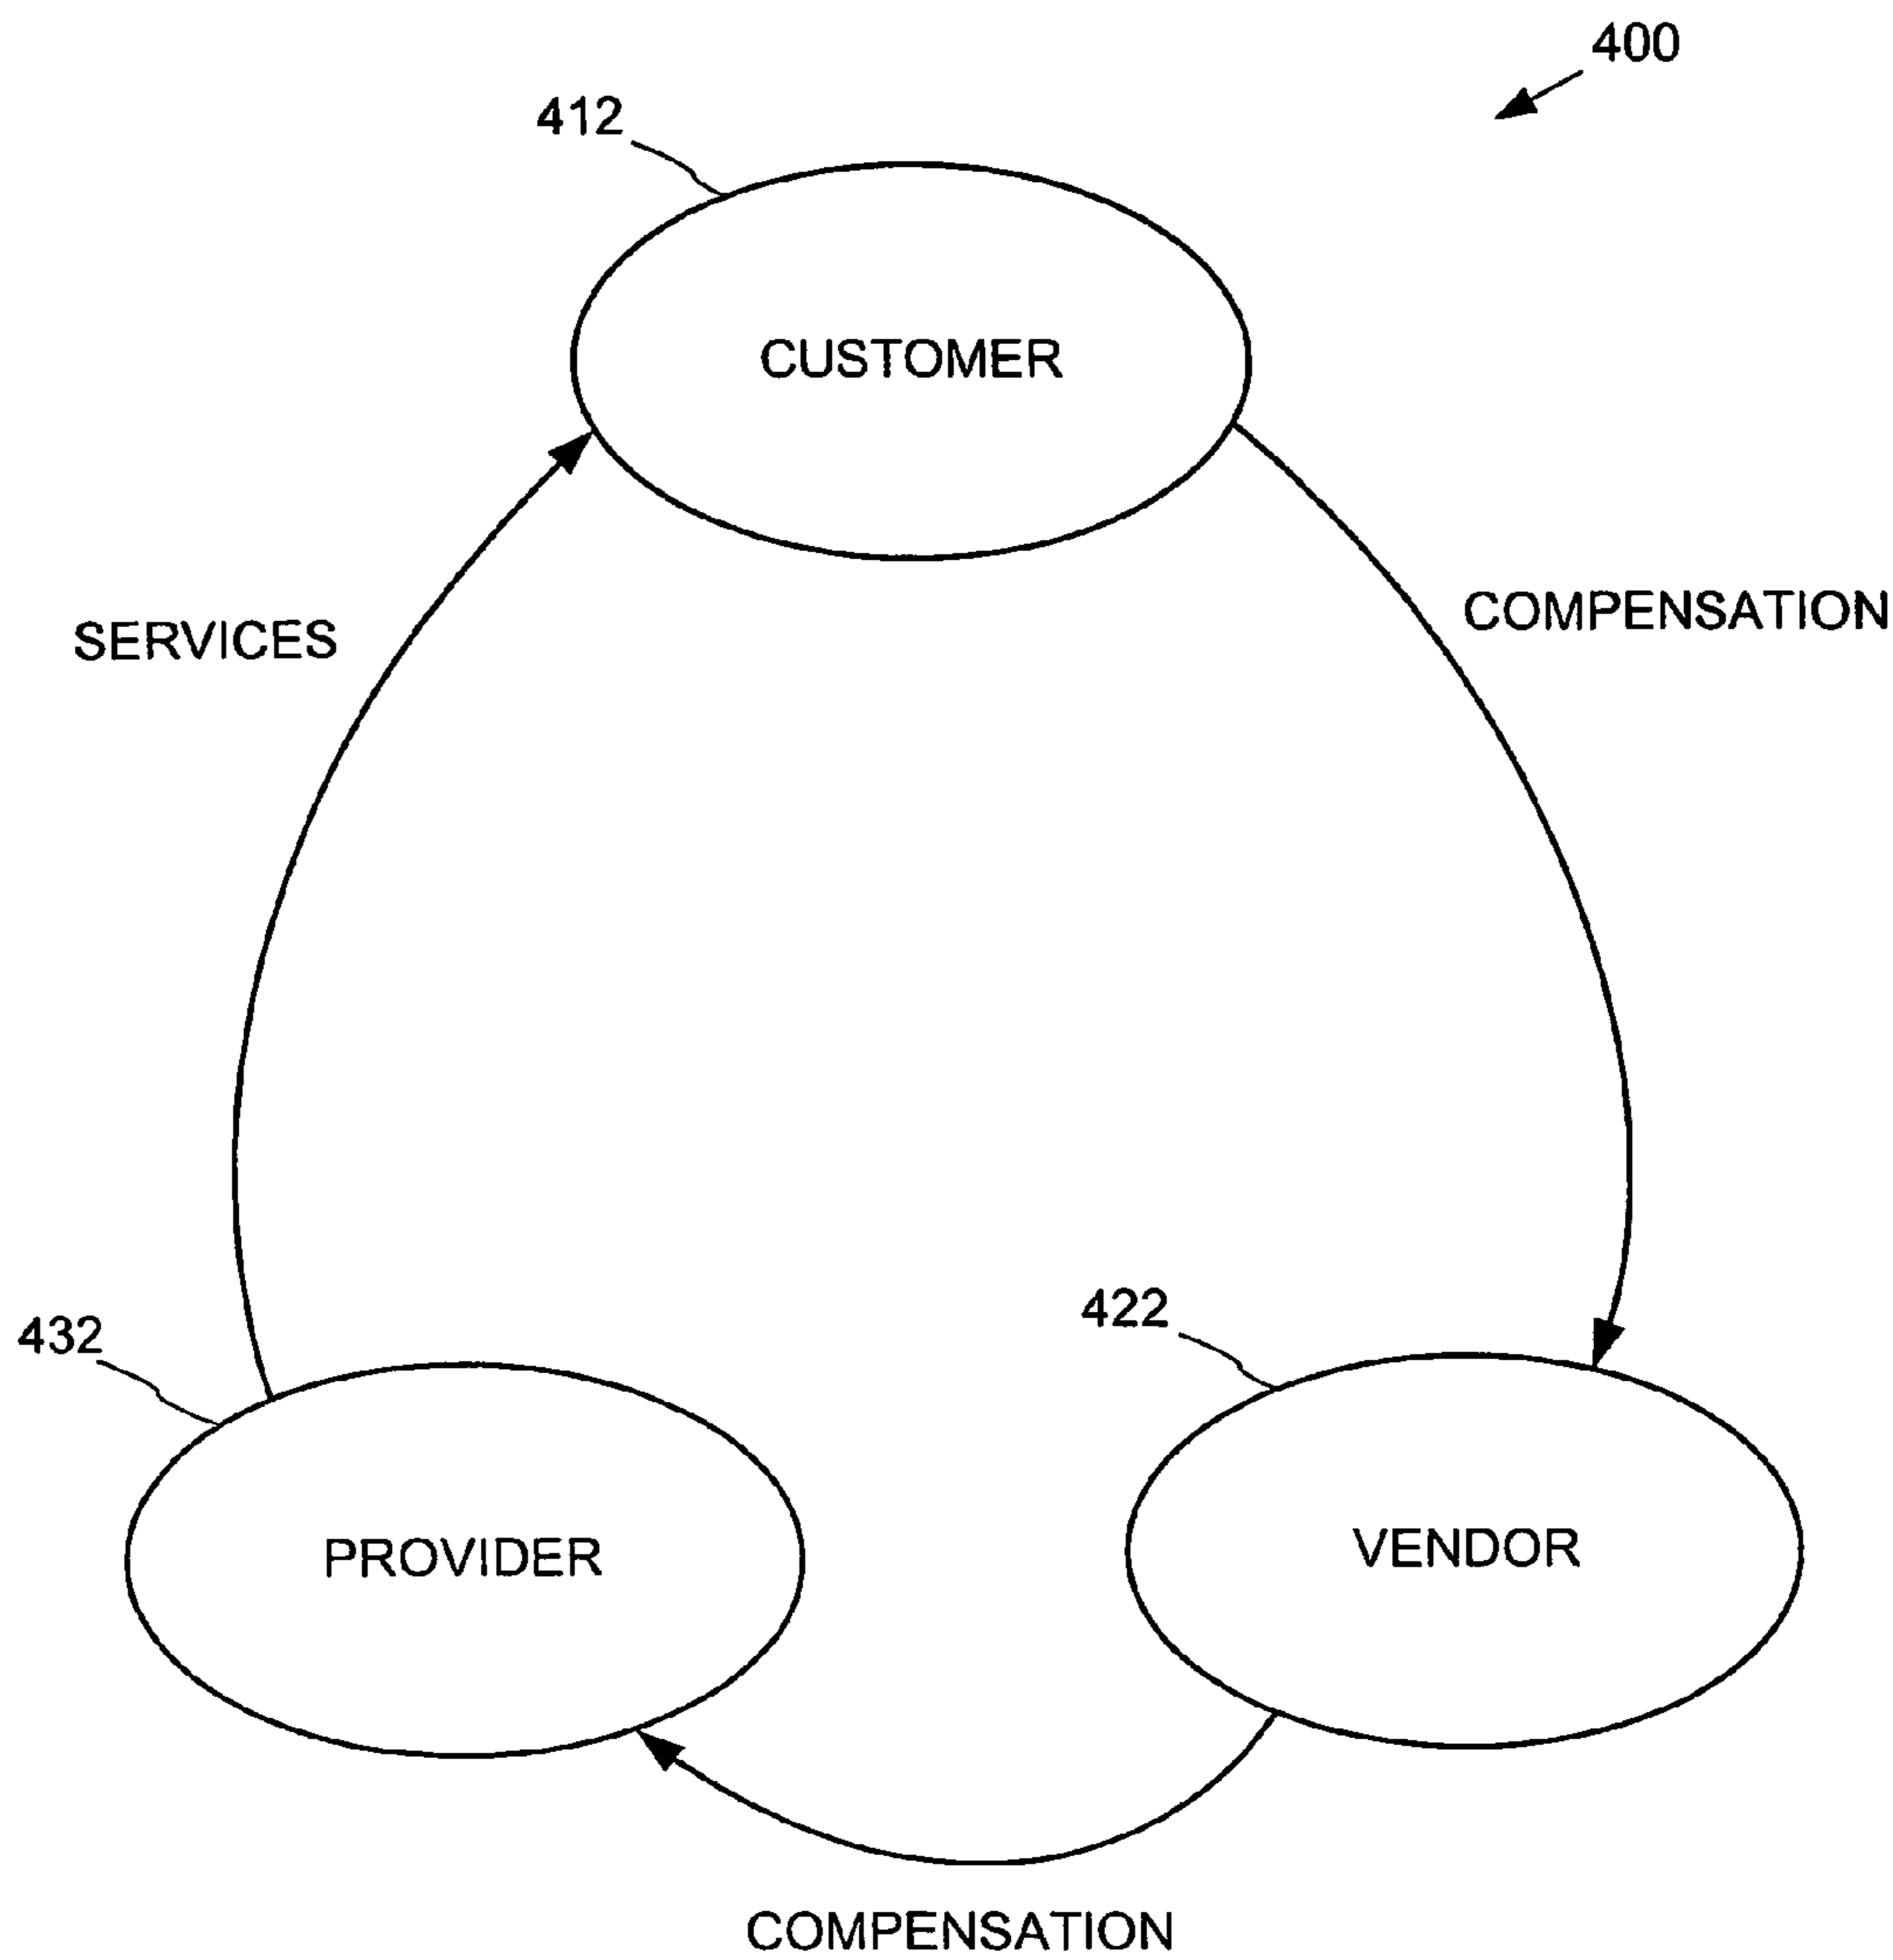 400
412
CUSTOMER
SERVICES
COMPENSATION
432
422
PROVIDER
VENDOR
COMPENSATION